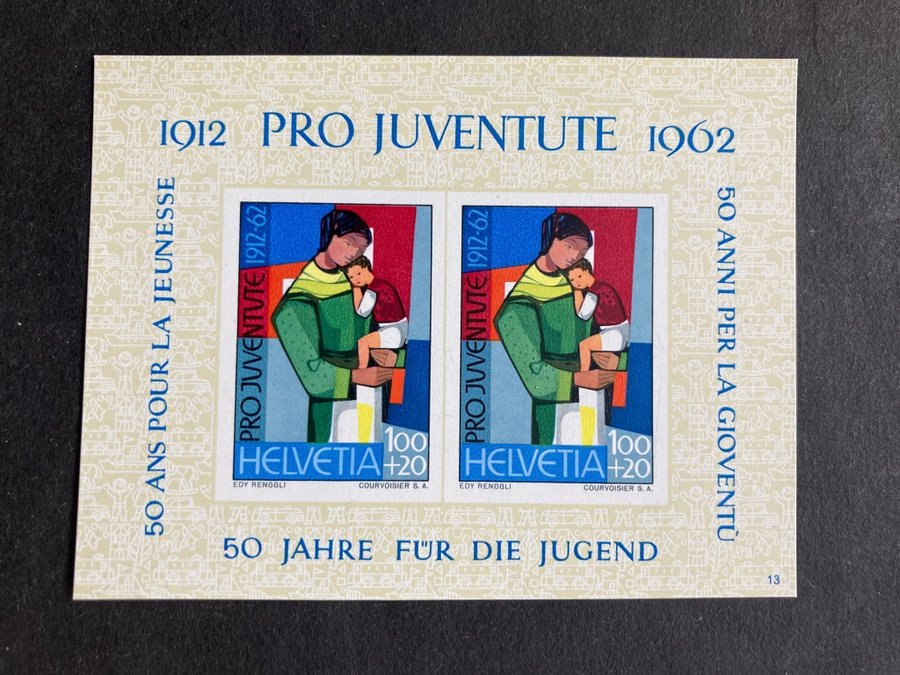 1912 PRO JUVENTUTE 1962
50 ANS POUR LA JEUNESSE
PRO JUVENTUTE 1912-62
100
+20
HELVETIA
EDY RENGGLI
COURVOISIER S.A.
PRO JUVENTUTE 1912-62
100
+20
HELVETIA
EDY RENGGLI
COURVOISIER S.A.
50 ANNI PER LA GIOVENTÙ
50 JAHRE FÜR DIE JUGEND
13